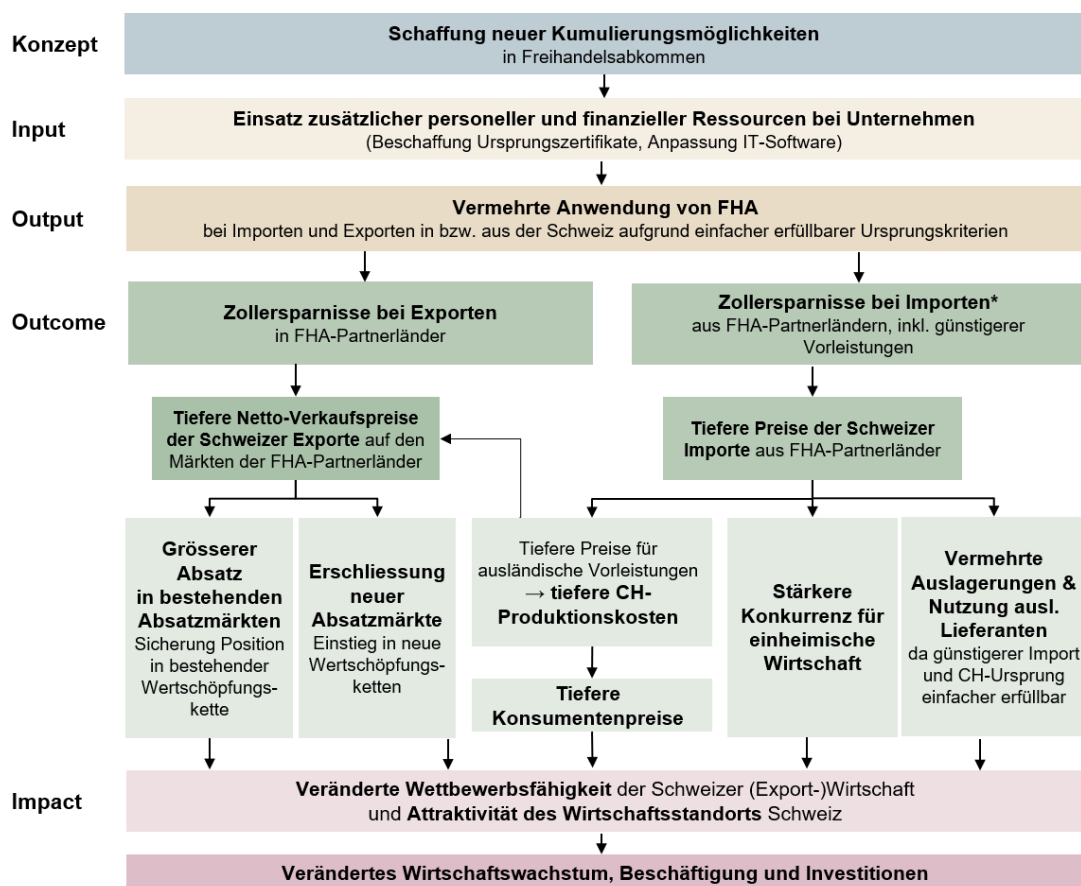 Konzept
Schaffung neuer Kumulierungsmöglichkeiten
in Freihandelsabkommen
Input
Einsatz zusätzlicher personeller und finanzieller Ressourcen bei Unternehmen
(Beschaffung Ursprungszertifikate, Anpassung IT-Software)
Output
Vermehrte Anwendung von FHA
bei Importen und Exporten in bzw. aus der Schweiz aufgrund einfacher erfüllbarer Ursprungskriterien
Outcome
Zollersparnisse bei Exporten
in FHA-Partnerländer
Zollersparnisse bei Importen*
aus FHA-Partnerländern, inkl. günstigerer
Vorleistungen
Tiefere Netto-Verkaufspreise
der Schweizer Exporte auf den
Märkten der FHA-Partnerländer
Tiefere Preise der Schweizer
Importe aus FHA-Partnerländer
Grösserer
Absatz
in bestehenden
Absatzmärkten
Sicherung Position
in bestehender
Wertschöpfungs-
kette
Erschliessung
neuer
Absatzmärkte
Einstieg in neue
Wertschöpfungs-
ketten
Tiefere Preise für
ausländische Vorleistungen
→ tiefere CH-
Produktionskosten
Tiefere
Konsumentenpreise
Stärkere
Konkurrenz für
einheimische
Wirtschaft
Vermehrte
Auslagerungen &
Nutzung ausl.
Lieferanten
da günstigerer Import
und CH-Ursprung
einfacher erfüllbar
Impact
Veränderte Wettbewerbsfähigkeit der Schweizer (Export-)Wirtschaft
und Attraktivität des Wirtschaftsstandorts Schweiz
Verändertes Wirtschaftswachstum, Beschäftigung und Investitionen